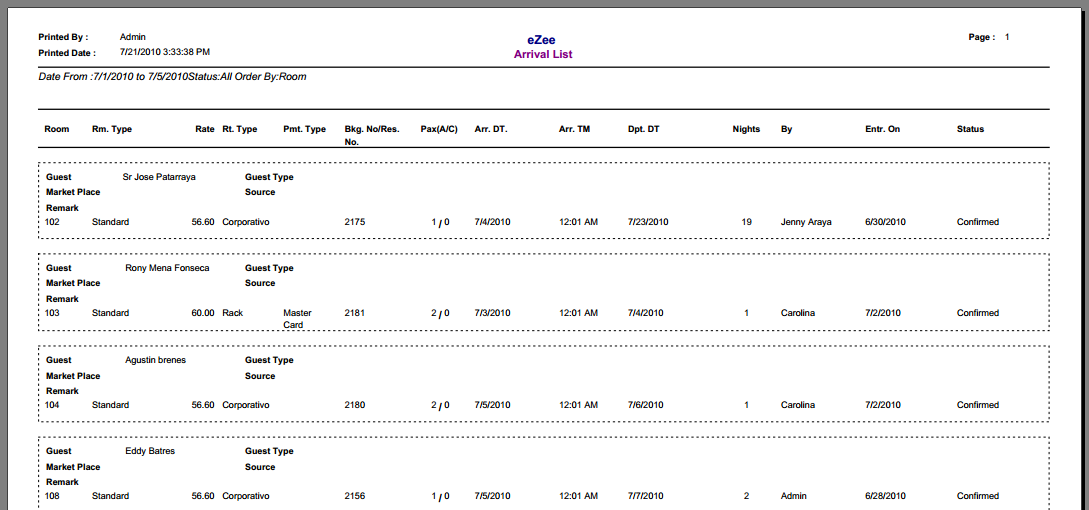 Printed By : Admin
eZee
Page : 1
Printed Date : 7/21/2010 3:33:38 PM
Arrival List
Date From :7/1/2010 to 7/5/2010Status:All Order By:Room
Room Rm. Type Rate Rt. Type Pmt. Type Bkg. No/Res. Pax(A/C) Arr. DT. Arr. TM Dpt. DT Nights By Entr. On Status
No.
Guest Sr Jose Patarraya Guest Type
Market Place Source
Remark
102 Standard 56.60 Corporativo 2175 1 / 0 7/4/2010 12:01 AM 7/23/2010 19 Jenny Araya 6/30/2010 Confirmed
Guest Rony Mena Fonseca Guest Type
Market Place Source
Remark
103 Standard 60.00 Rack Master 2181 2 / 0 7/3/2010 12:01 AM 7/4/2010 1 Carolina 7/2/2010 Confirmed
Card
Guest Agustin brenes Guest Type
Market Place Source
Remark
104 Standard 56.60 Corporativo 2180 2 / 0 7/5/2010 12:01 AM 7/6/2010 1 Carolina 7/2/2010 Confirmed
Guest Eddy Batres Guest Type
Market Place Source
Remark
108 Standard 56.60 Corporativo 2156 1 / 0 7/5/2010 12:01 AM 7/7/2010 2 Admin 6/28/2010 Confirmed